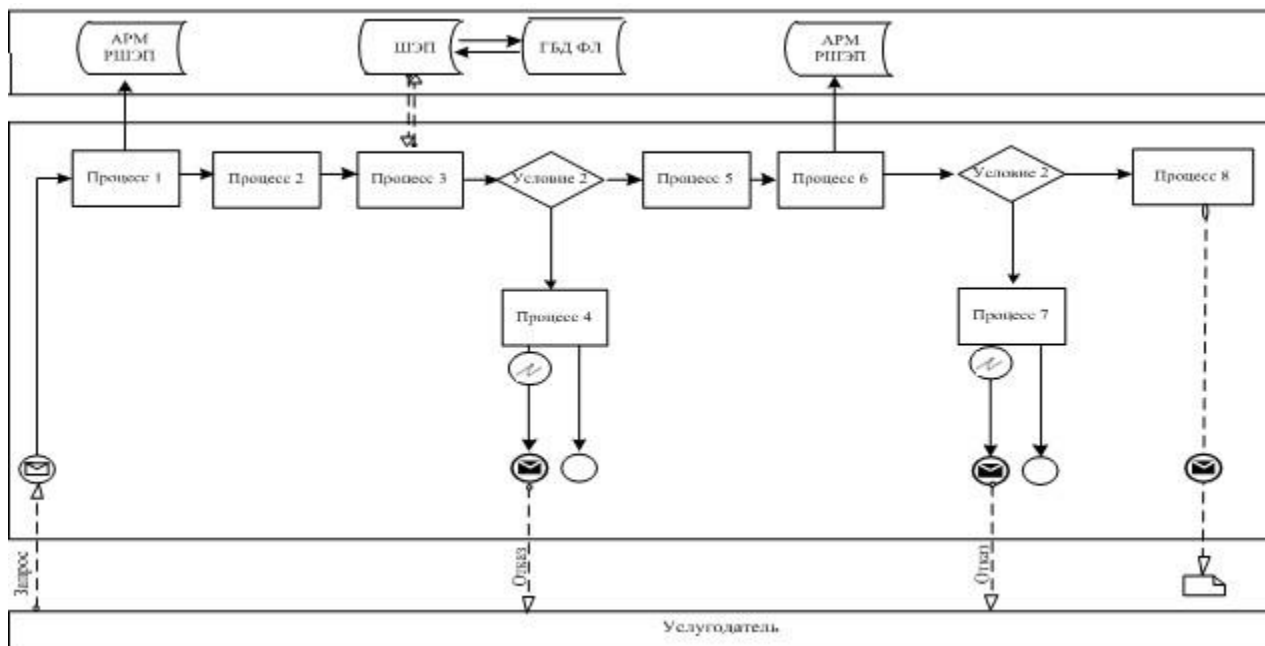 АРМ
РШЭП
ШЭП
ГБД ФЛ
АРМ
РШЭП
Процесс 1
Процесс 2
Процесс 3
Условие 2
Процесс 5
Процесс 6
Условие 2
Процесс 8
Процесс 4
Процесс 7
Запрос
Отказ
Отказ
Услугодатель